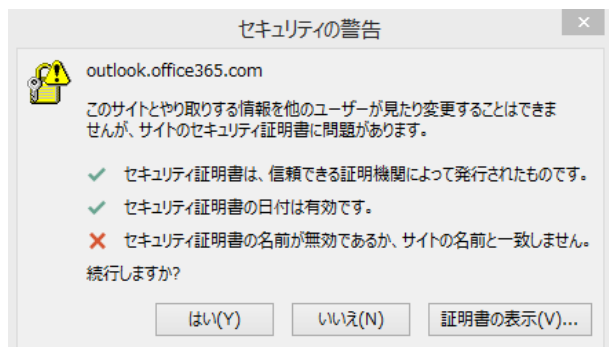 セキュリティの警告
outlook.office365.com
このサイトとやり取りする情報を他のユーザーが見たり変更することはできま
せんが、サイトのセキュリティ証明書に問題があります。
セキュリティ証明書は、信頼できる証明機関によって発行されたものです。
セキュリティ証明書の日付は有効です。
セキュリティ証明書の名前が無効であるか、サイトの名前と一致しません。
続行しますか?
はい(Y)
いいえ(N)
証明書の表示(V)...